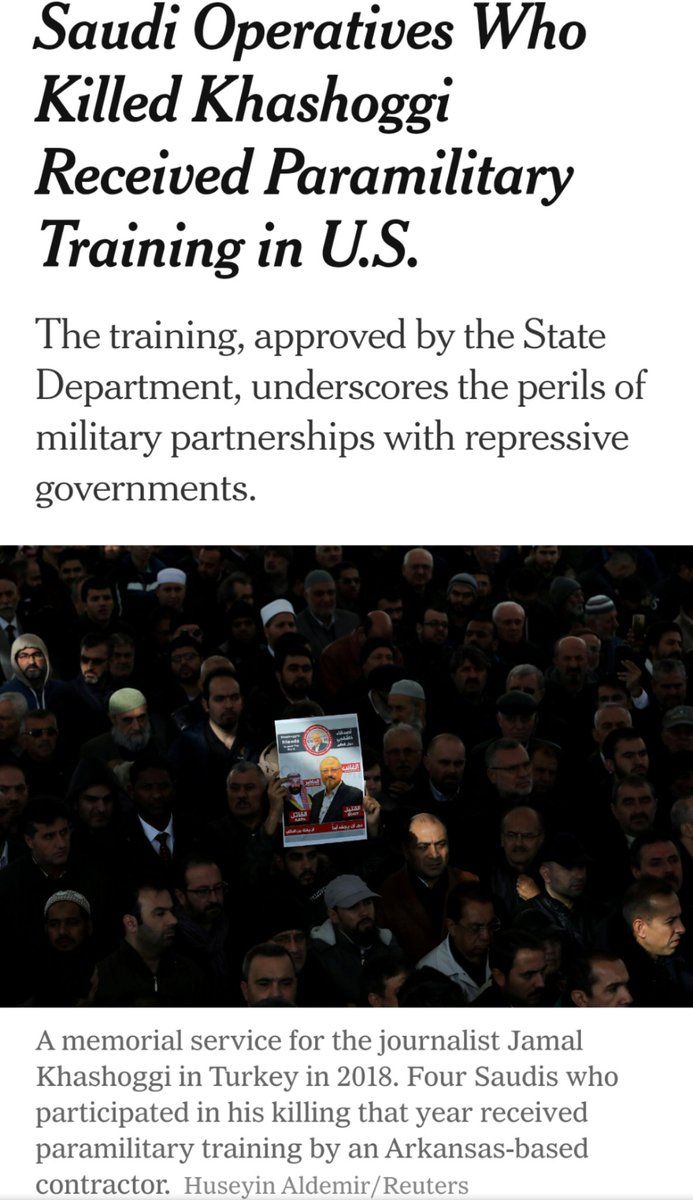 Saudi Operatives Who
Killed Khashoggi
Received Paramilitary
Training in U.S.
The training, approved by the State
Department, underscores the perils of
military partnerships with repressive
governments.
A memorial service for the journalist Jamal
Khashoggi in Turkey in 2018. Four Saudis who
participated in his killing that year received
paramilitary training by an Arkansas-based
contractor. Huseyin Aldemir/Reuters